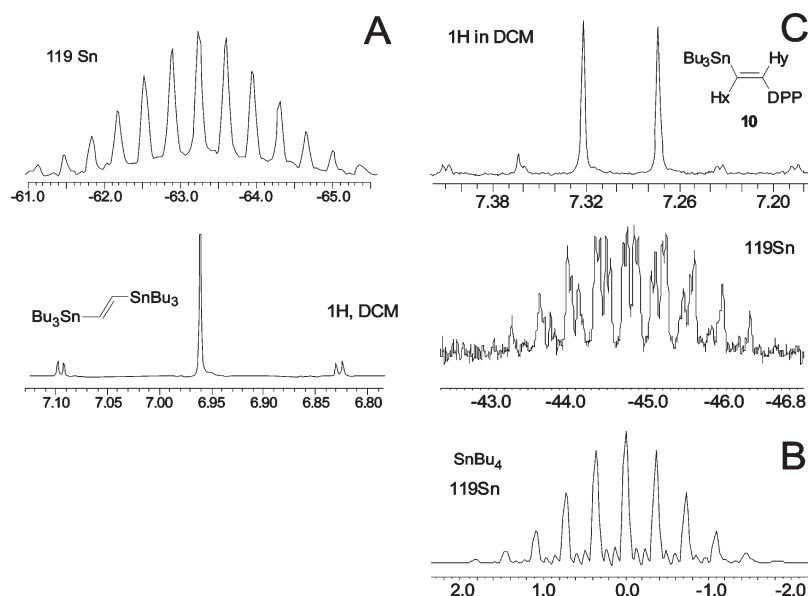 A
119 Sn
-61.0 -62.0 -63.0 -64.0 -65.0
Bu3Sn
SnBu3
1H, DCM
7.10 7.05 7.00 6.95 6.90 6.85 6.80
C
1H in DCM
Bu3Sn
Hy
Hx
DPP
10
7.38 7.32 7.26 7.20
119Sn
-43.0 -44.0 -45.0 -46.0 -46.8
B
SnBu4
119Sn
2.0 1.0 0.0 -1.0 -2.0